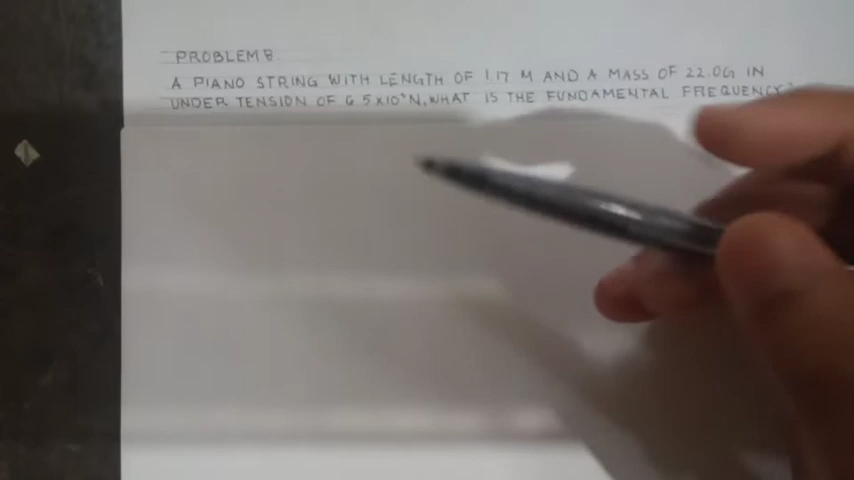 PROBLEM 8
A PIANO STRING WITH LENGTH OF 1.17 M AND A MASS OF 22.0G IN
UNDER TENSION OF 6 5X10³N, WHAT IS THE FUNDAMENTAL FREQUENCY?